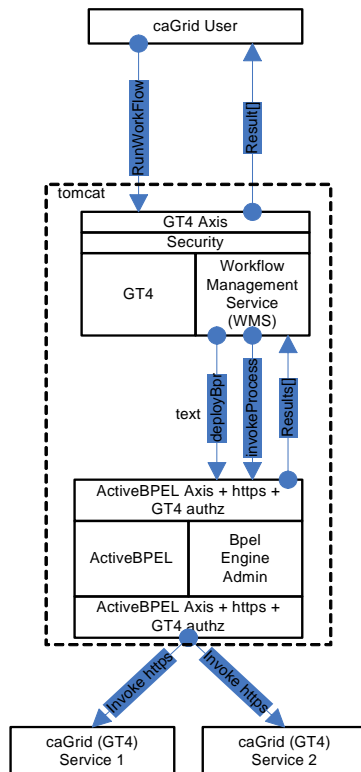 caGrid User
RunWorkFlow
Result[]
tomcat
GT4 Axis
Security
GT4
Workflow
Management
Service
(WMS)
text
deployBpr
invokeProcess
Results[]
ActiveBPEL Axis + https +
GT4 authz
ActiveBPEL
Bpel
Engine
Admin
ActiveBPEL Axis + https +
GT4 authz
Invoke https
Invoke https
caGrid (GT4)
Service 1
caGrid (GT4)
Service 2